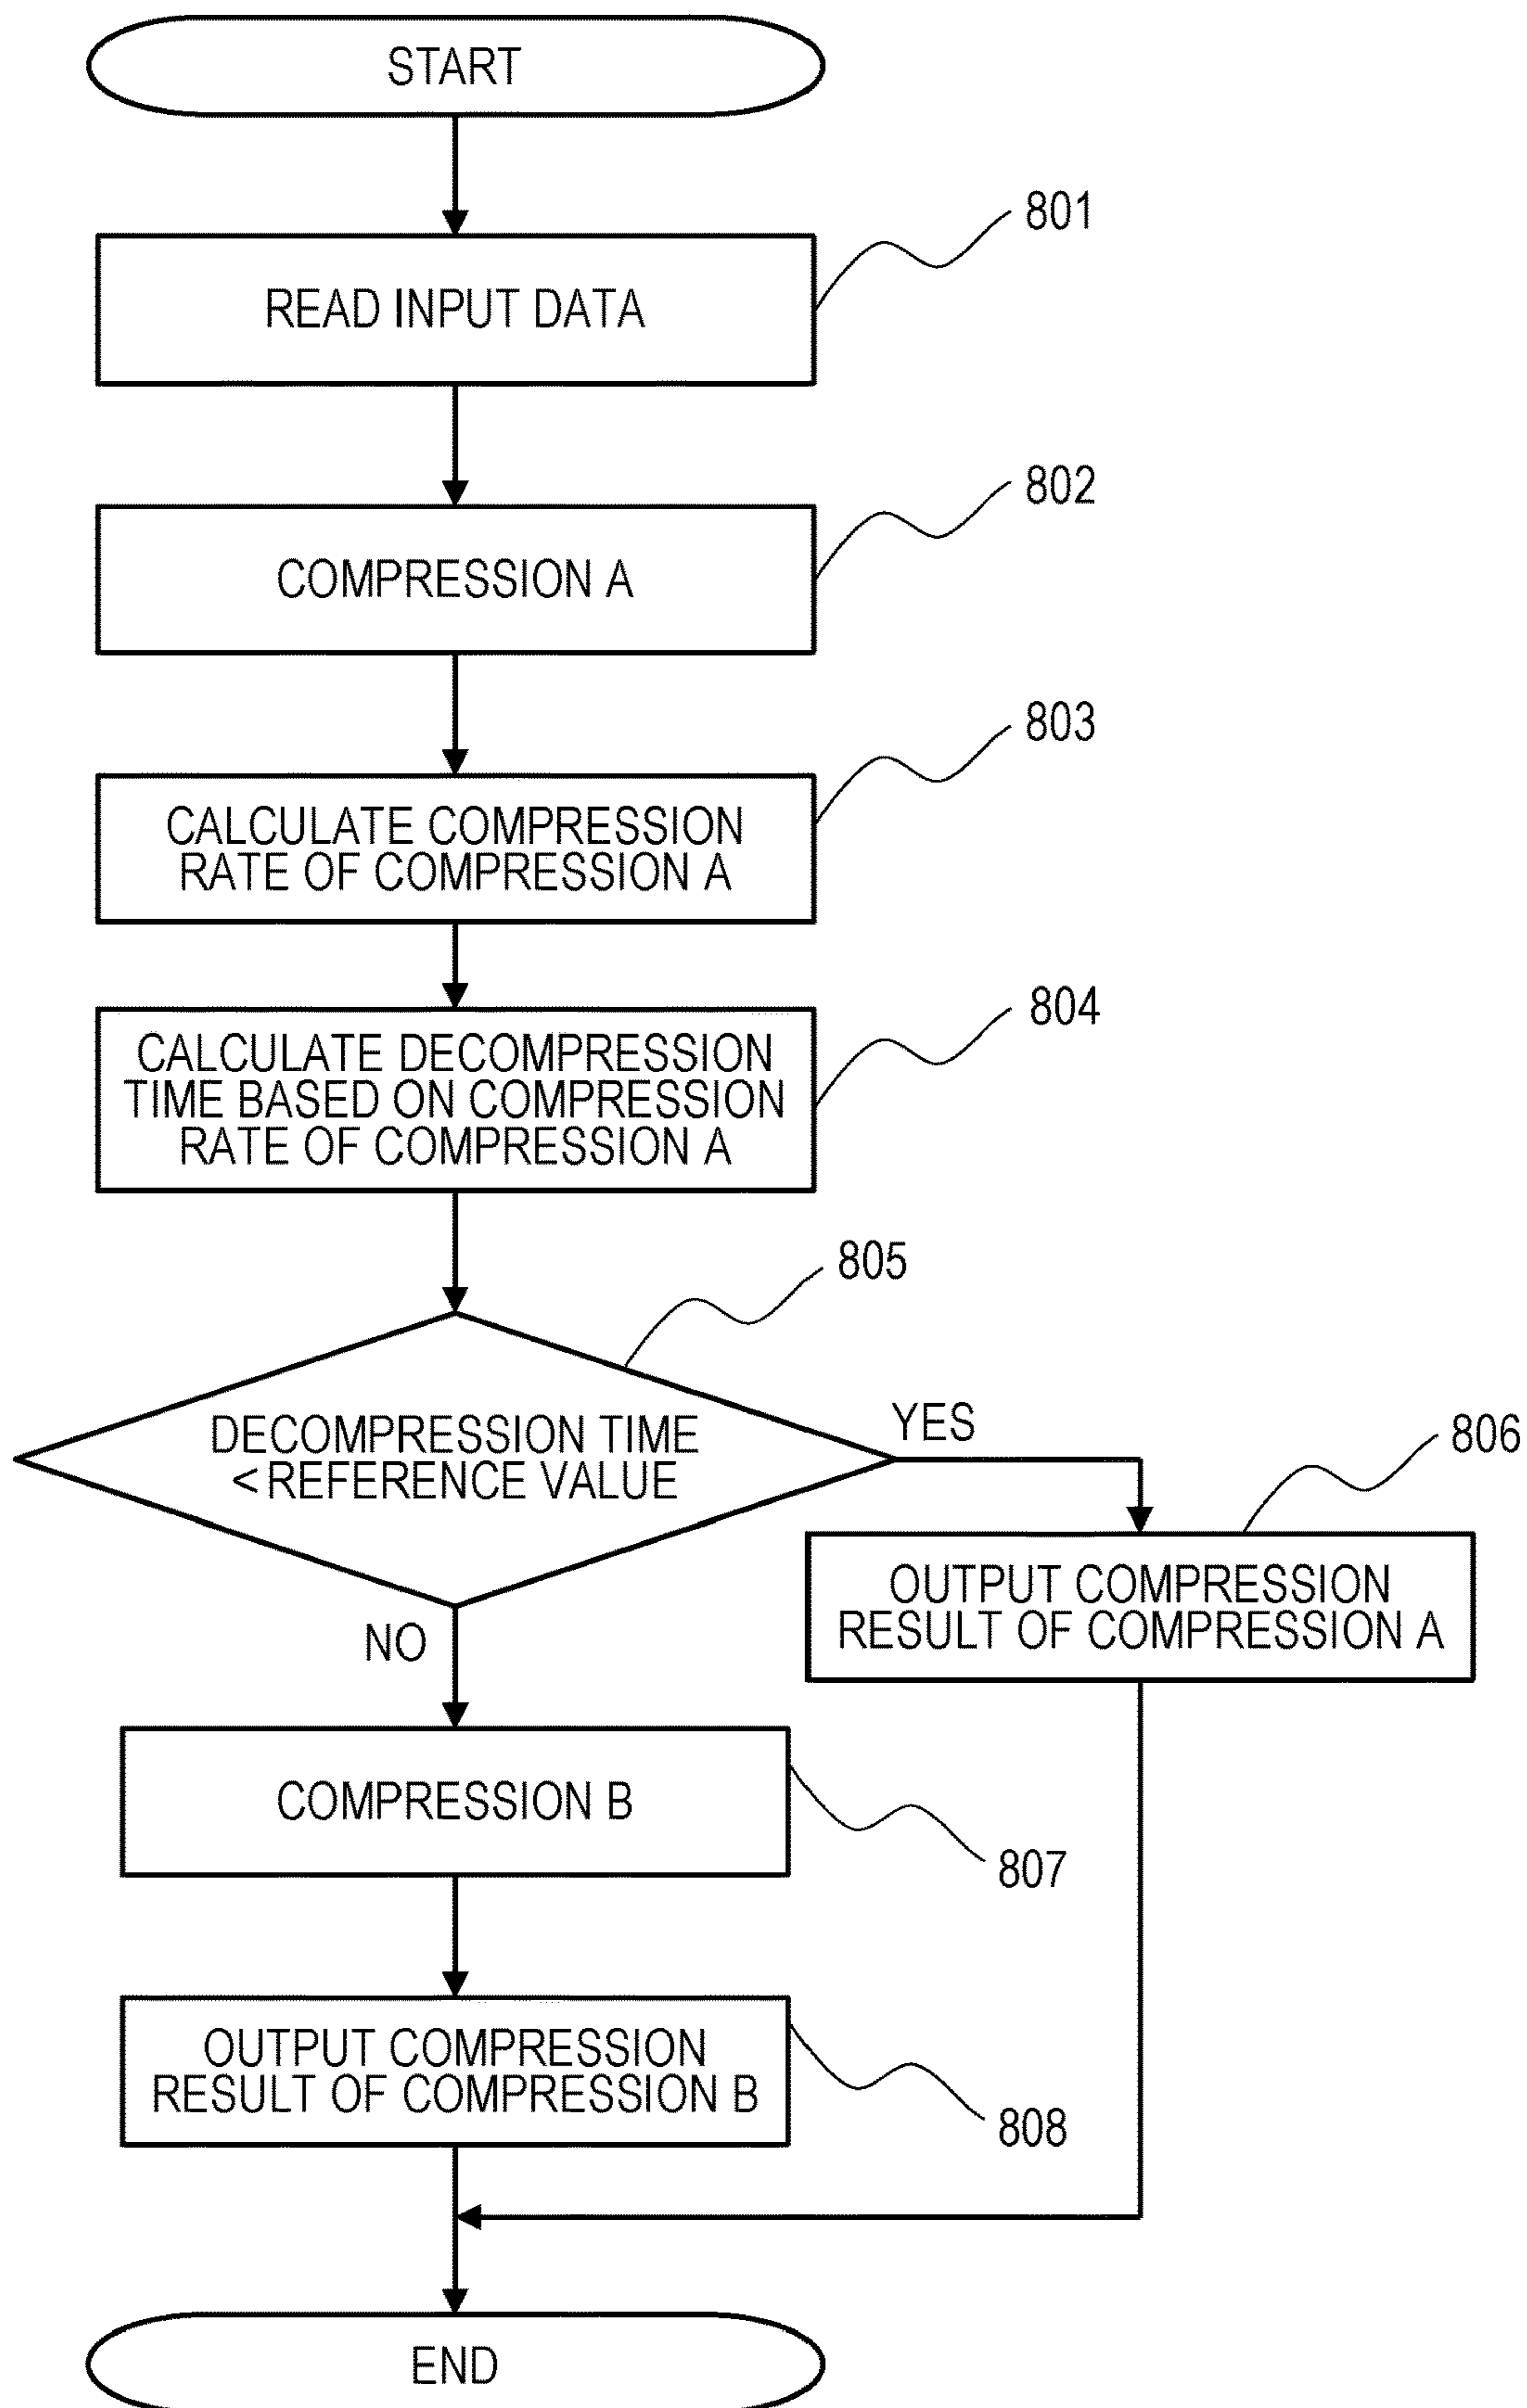 START
801
READ INPUT DATA
802
COMPRESSION A
803
CALCULATE COMPRESSION
RATE OF COMPRESSION A
804
CALCULATE DECOMPRESSION
TIME BASED ON COMPRESSION
RATE OF COMPRESSION A
805
DECOMPRESSION TIME
< REFERENCE VALUE
YES
806
OUTPUT COMPRESSION
RESULT OF COMPRESSION A
NO
COMPRESSION B
807
OUTPUT COMPRESSION
RESULT OF COMPRESSION B
808
END